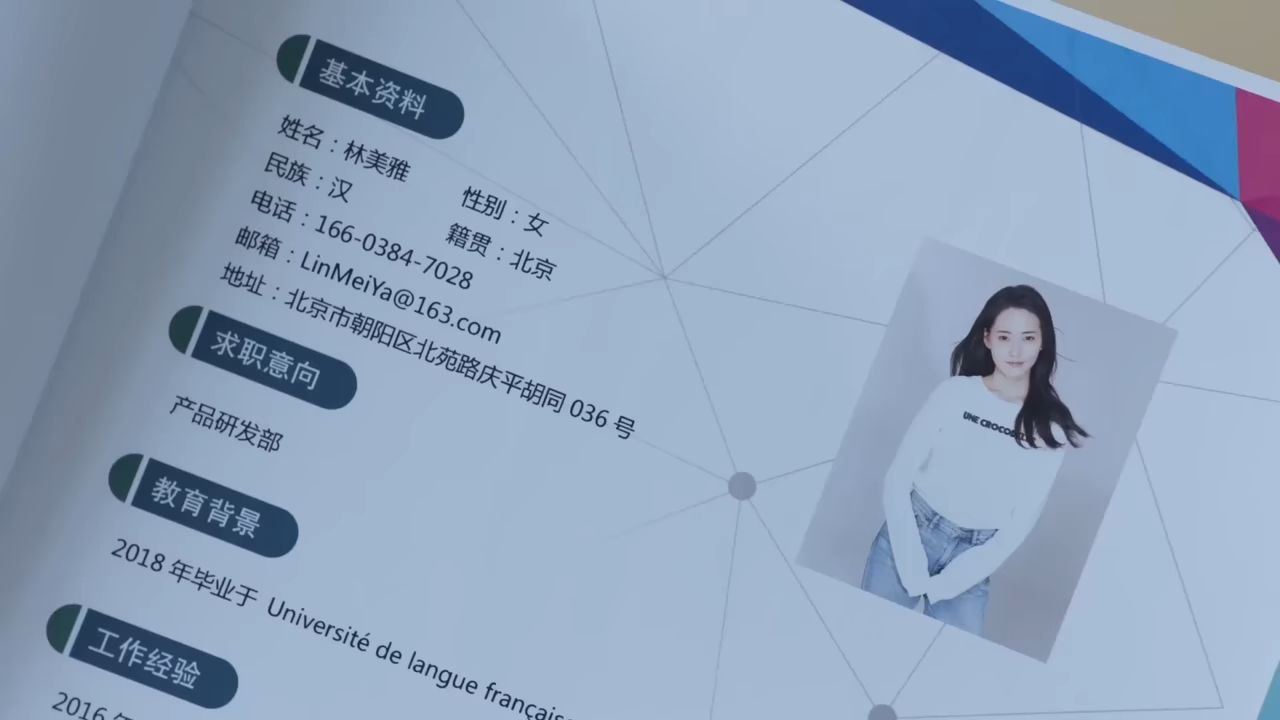 基本资料
姓名：林美雅 性别：女
民族：汉 籍贯：北京
电话：166-0384-7028
邮箱：LinMeiYa@163.com
地址：北京市朝阳区北苑路庆平胡同 036 号
求职意向
产品研发部
教育背景
2018 年毕业于 Université de langue français
工作经验
2016 年
UNE CROCO